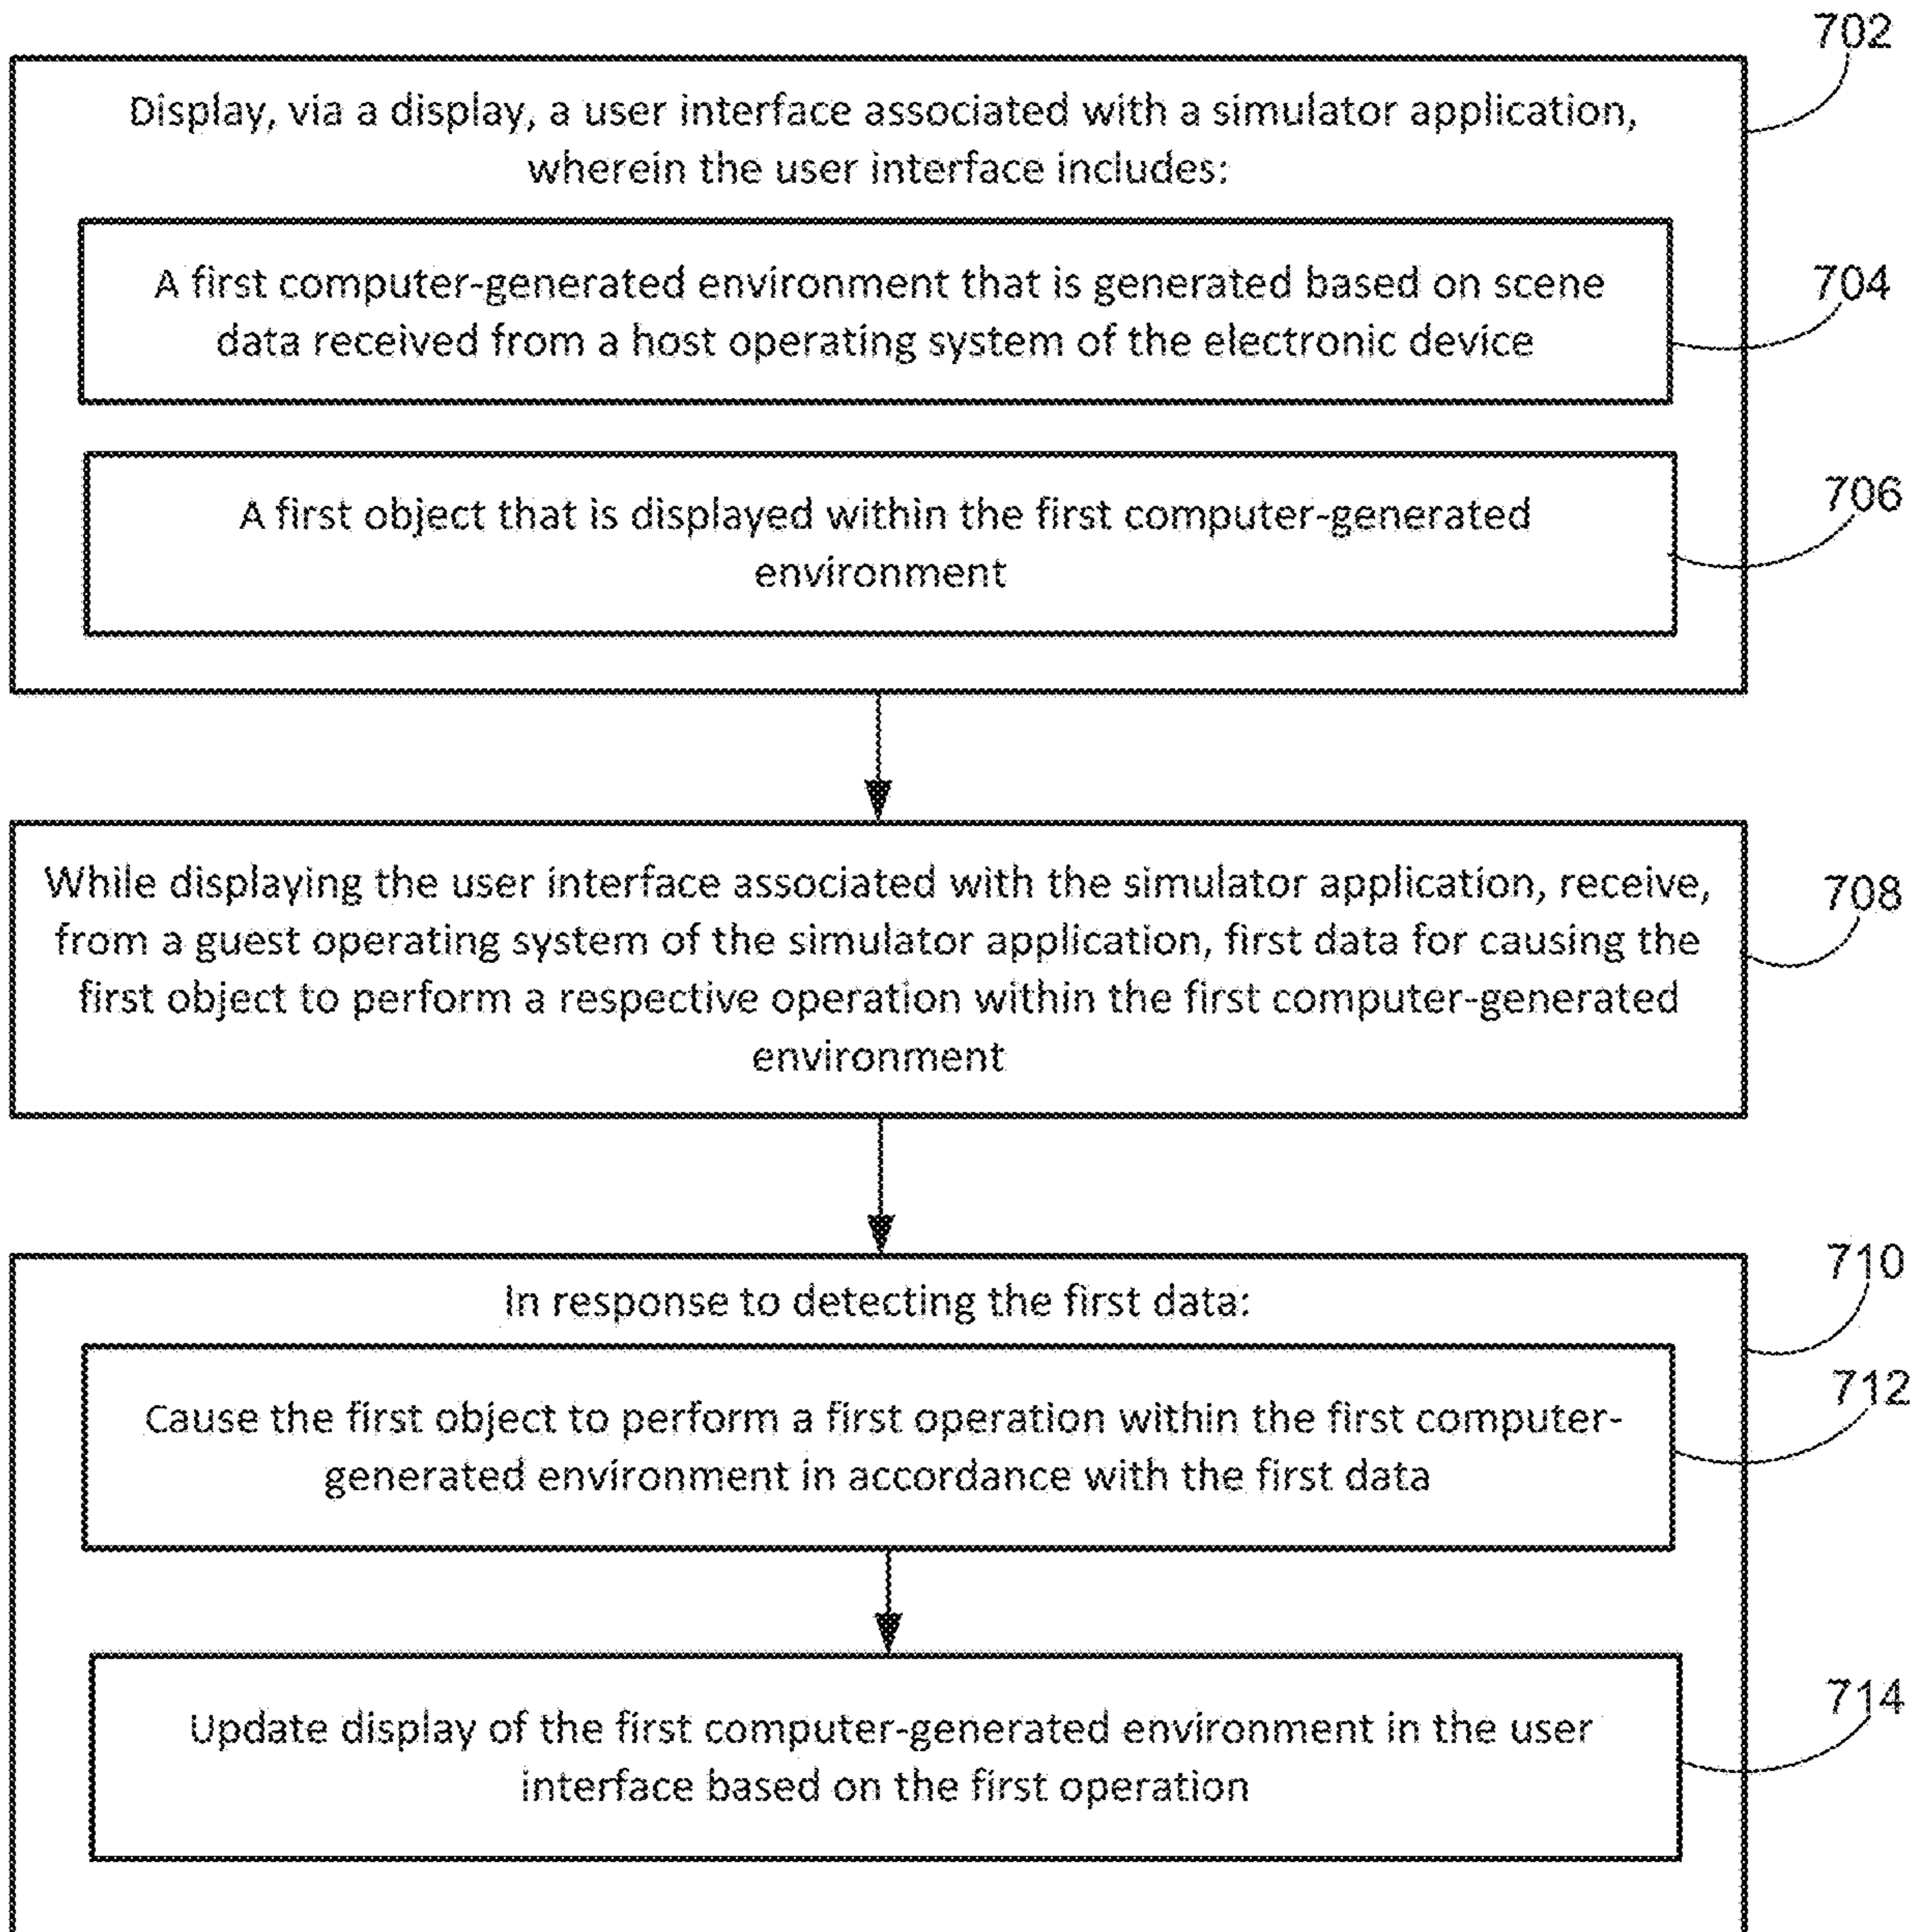 702
Display, via a display, a user interface associated with a simulator application,
wherein the user interface includes:
A first computer-generated environment that is generated based on scene
data received from a host operating system of the electronic device
704
A first object that is displayed within the first computer-generated
environment
706
While displaying the user interface associated with the simulator application, receive,
from a guest operating system of the simulator application, first data for causing the
first object to perform a respective operation within the first computer-generated
environment
708
In response to detecting the first data:
710
Cause the first object to perform a first operation within the first computer-
generated environment in accordance with the first data
712
Update display of the first computer-generated environment in the user
interface based on the first operation
714